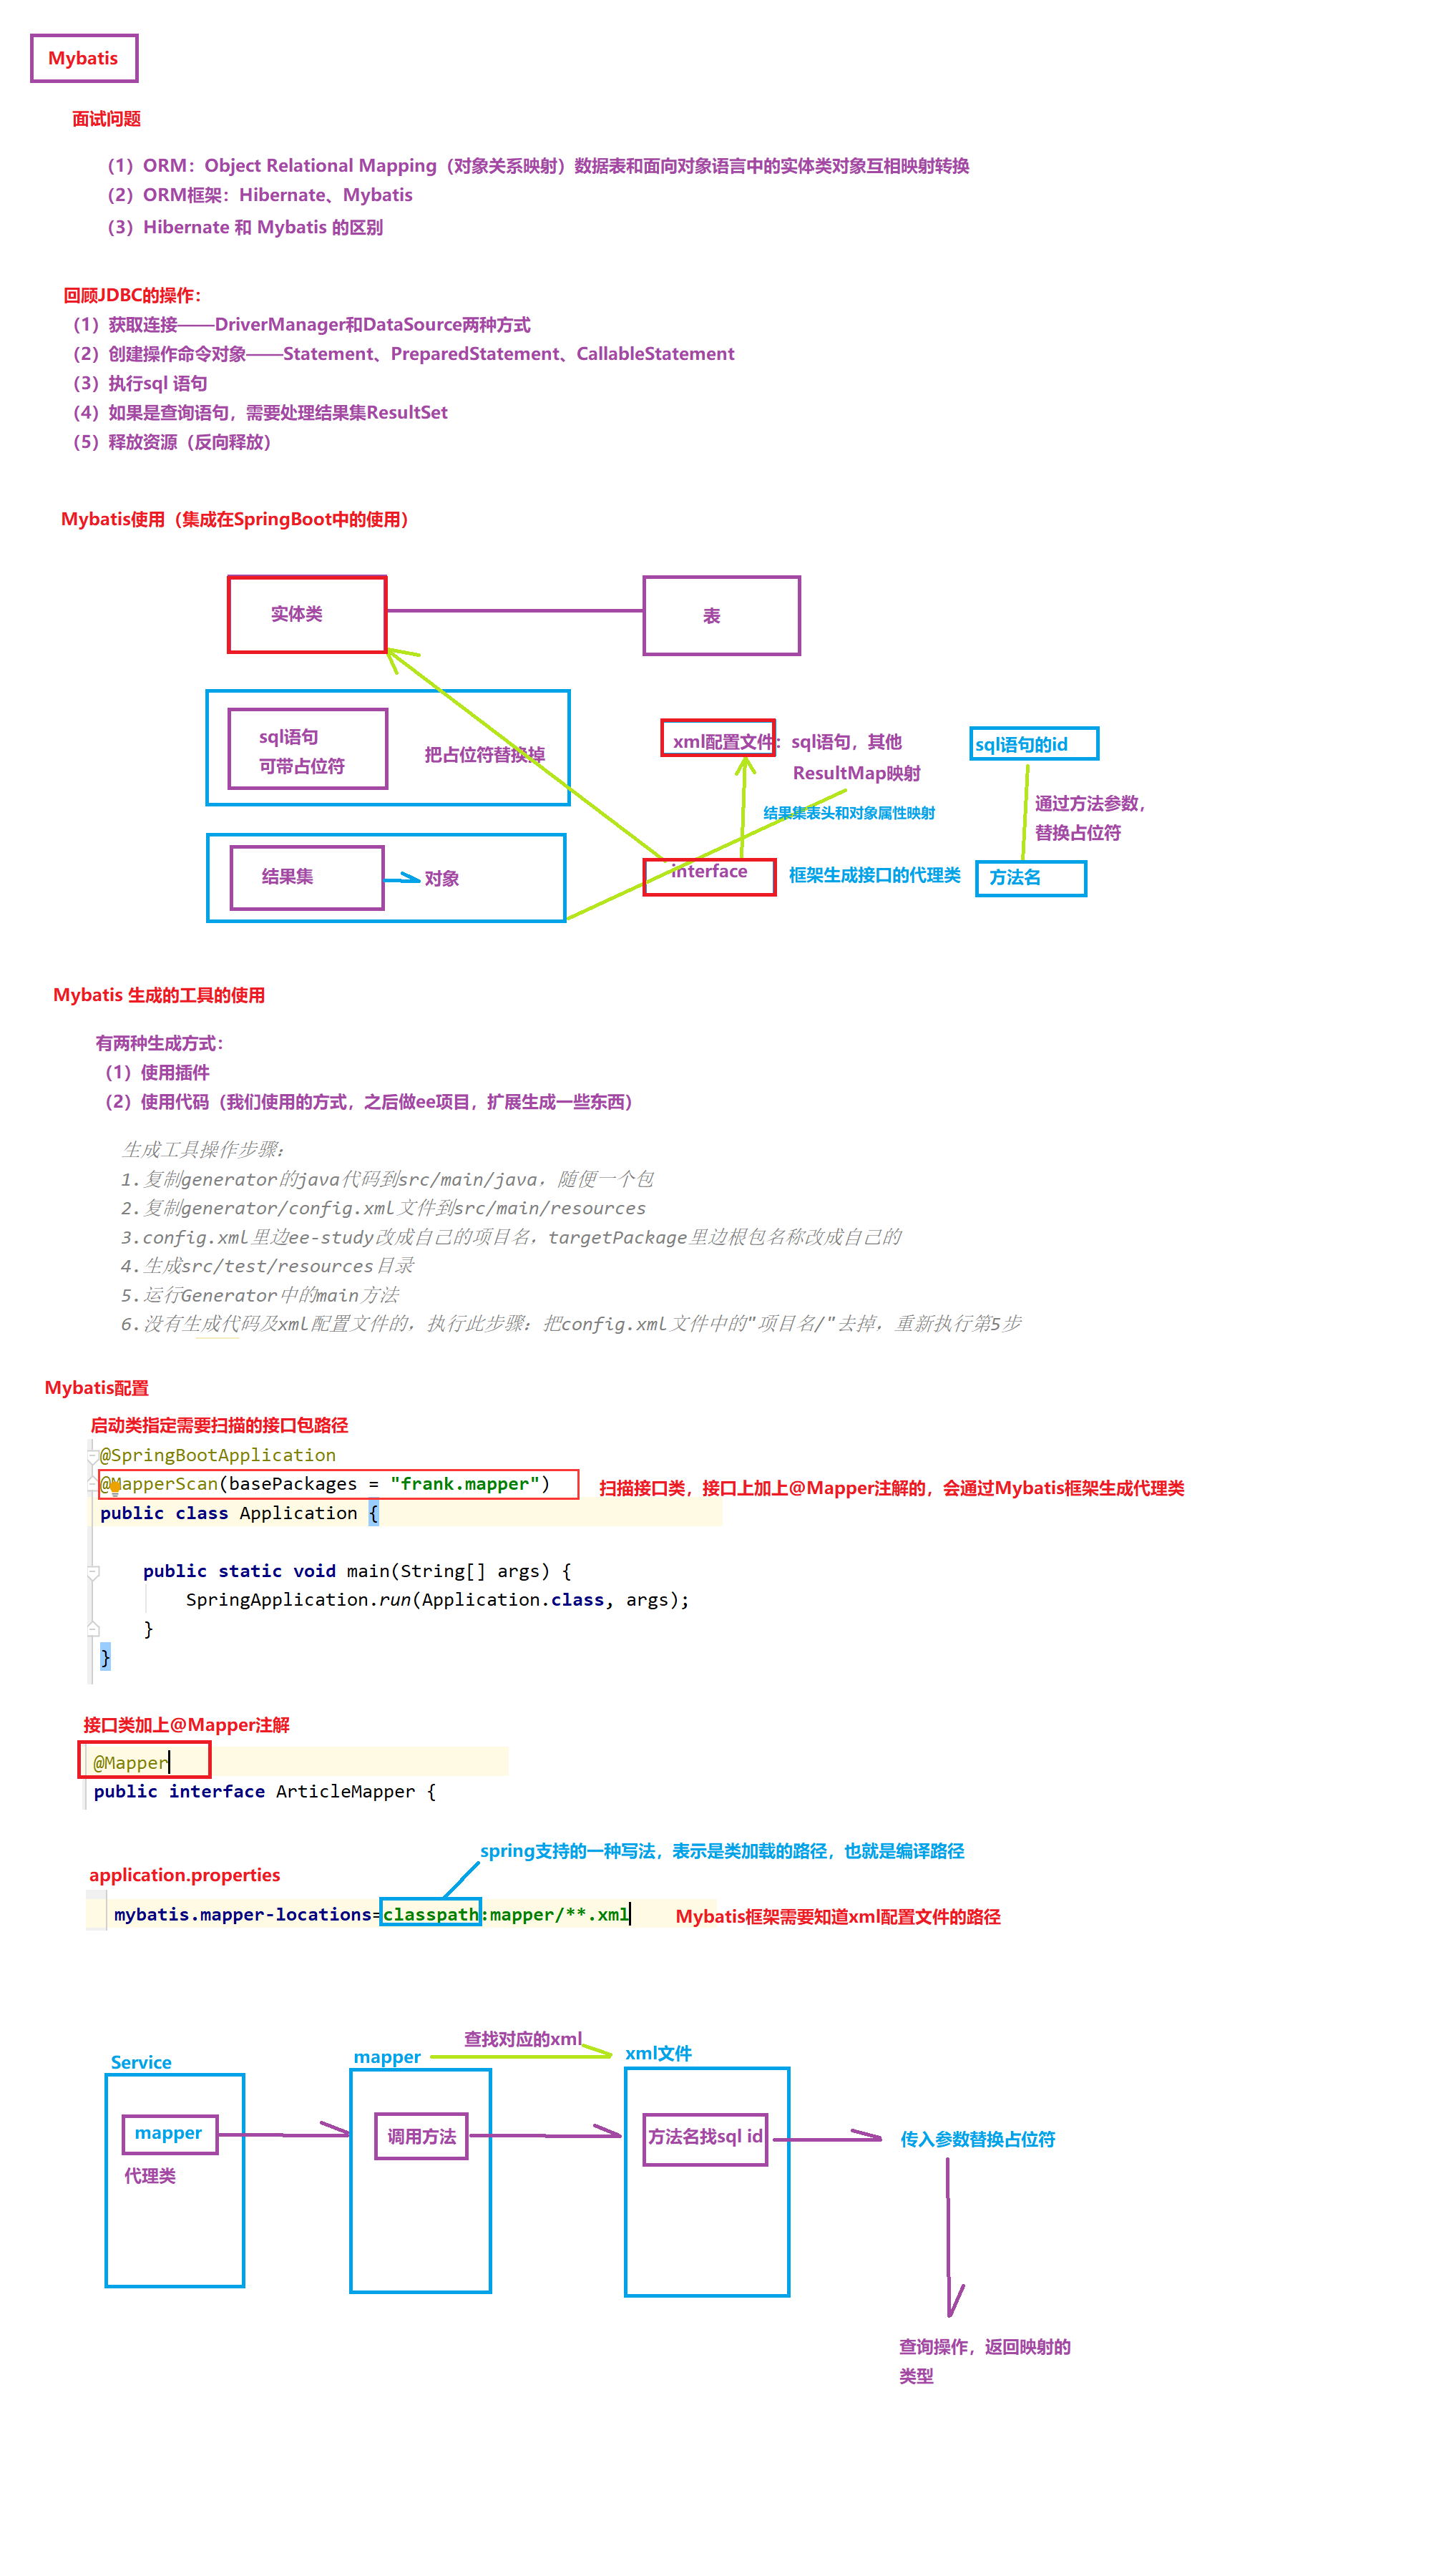 Mybatis
面试问题
（1）ORM：Object Relational Mapping（对象关系映射）数据表和面向对象语言中的实体类对象互相映射转换
（2）ORM框架：Hibernate、Mybatis
（3）Hibernate 和 Mybatis 的区别
回顾JDBC的操作：
（1）获取连接——DriverManager和DataSource两种方式
（2）创建操作命令对象——Statement、PreparedStatement、CallableStatement
（3）执行sql 语句
（4）如果是查询语句，需要处理结果集ResultSet
（5）释放资源（反向释放）
Mybatis使用（集成在SpringBoot中的使用）
实体类
表
sql语句
可带占位符
把占位符替换掉
xml配置文件：sql语句，其他
ResultMap映射
sql语句的id
结果集表头和对象属性映射
通过方法参数，
替换占位符
结果集
对象
interface
框架生成接口的代理类
方法名
Mybatis 生成的工具的使用
有两种生成方式：
（1）使用插件
（2）使用代码（我们使用的方式，之后做ee项目，扩展生成一些东西）
生成工具操作步骤：
1.复制generator的java代码到src/main/java，随便一个包
2.复制generator/config.xml文件到src/main/resources
3.config.xml里边ee-study改成自己的项目名，targetPackage里边根包名称改成自己的
4.生成src/test/resources目录
5.运行Generator中的main方法
6.没有生成代码及xml配置文件的，执行此步骤：把config.xml文件中的"项目名/"去掉，重新执行第5步
Mybatis配置
启动类指定需要扫描的接口包路径
@SpringBootApplication
@MapperScan(basePackages = "frank.mapper")
扫描接口类，接口上加上@Mapper注解的，会通过Mybatis框架生成代理类
public class Application {
public static void main(String[] args) {
SpringApplication.run(Application.class, args);
}
}
接口类加上@Mapper注解
@Mapper
public interface ArticleMapper {
spring支持的一种写法，表示是类加载的路径，也就是编译路径
application.properties
mybatis.mapper-locations=classpath:mapper/**.xml
Mybatis框架需要知道xml配置文件的路径
查找对应的xml
Service
mapper
xml文件
mapper
调用方法
方法名找sql id
传入参数替换占位符
代理类
查询操作，返回映射的
类型